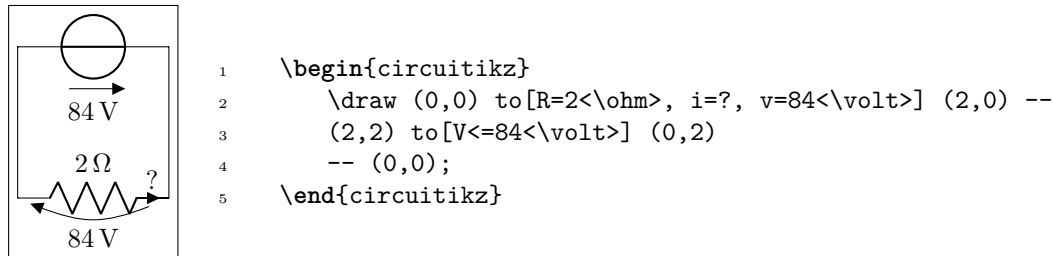 84 V
2 Ω
?
84 V
1 \begin{circuitikz}
2 \draw (0,0) to[R=2<\ohm>, i=?, v=84<\volt>] (2,0) --
3 (2,2) to[V<=84<\volt>] (0,2)
4 -- (0,0);
5 \end{circuitikz}